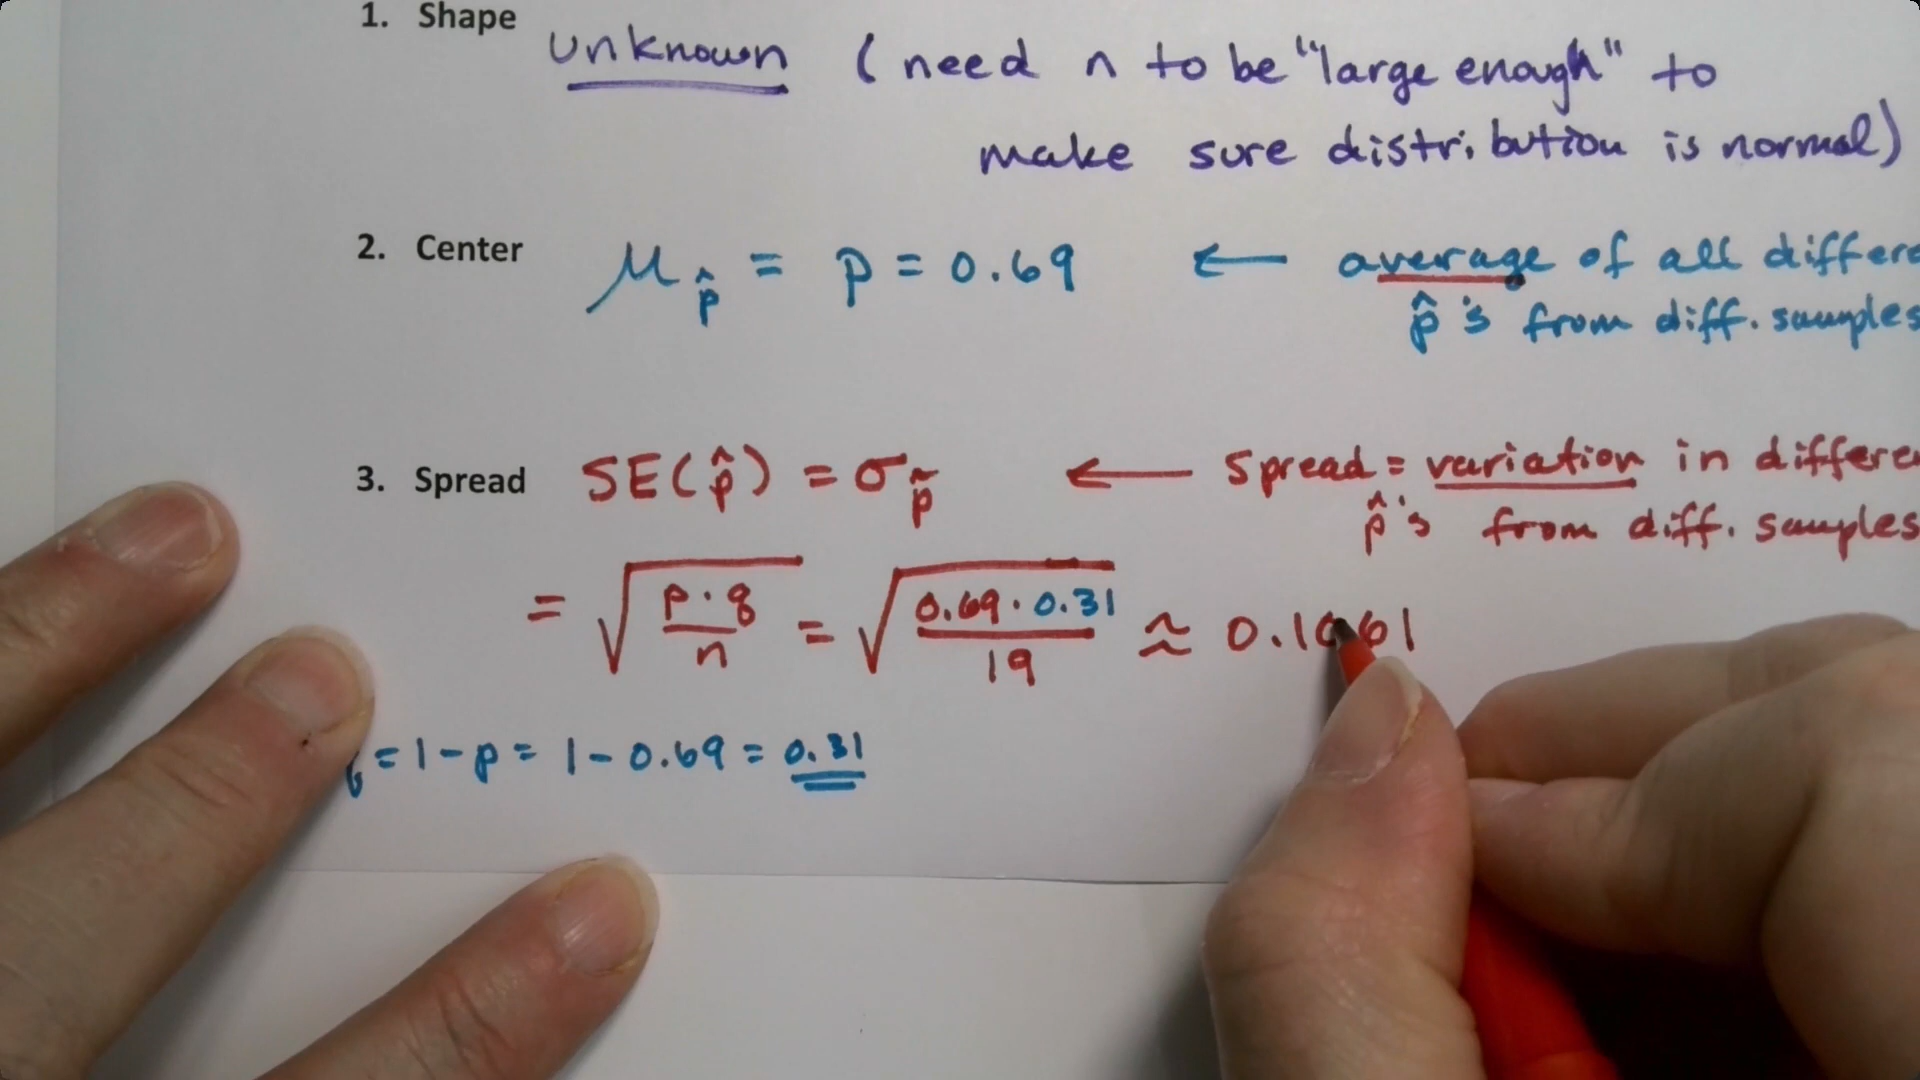 1. Shape unknown (need n to be "large enough" to
make sure distribution is normal)
2. Center μp̂ = p = 0.69 ← average of all
p̂'s from diff. samples
3. Spread SE(p̂) = σp̂ ← spread = variation in
p̂'s from diff. samples
= √(p·q/n) = √(0.69·0.31/19) ≈ 0.1061
= 1 - p = 1 - 0.69 = 0.31